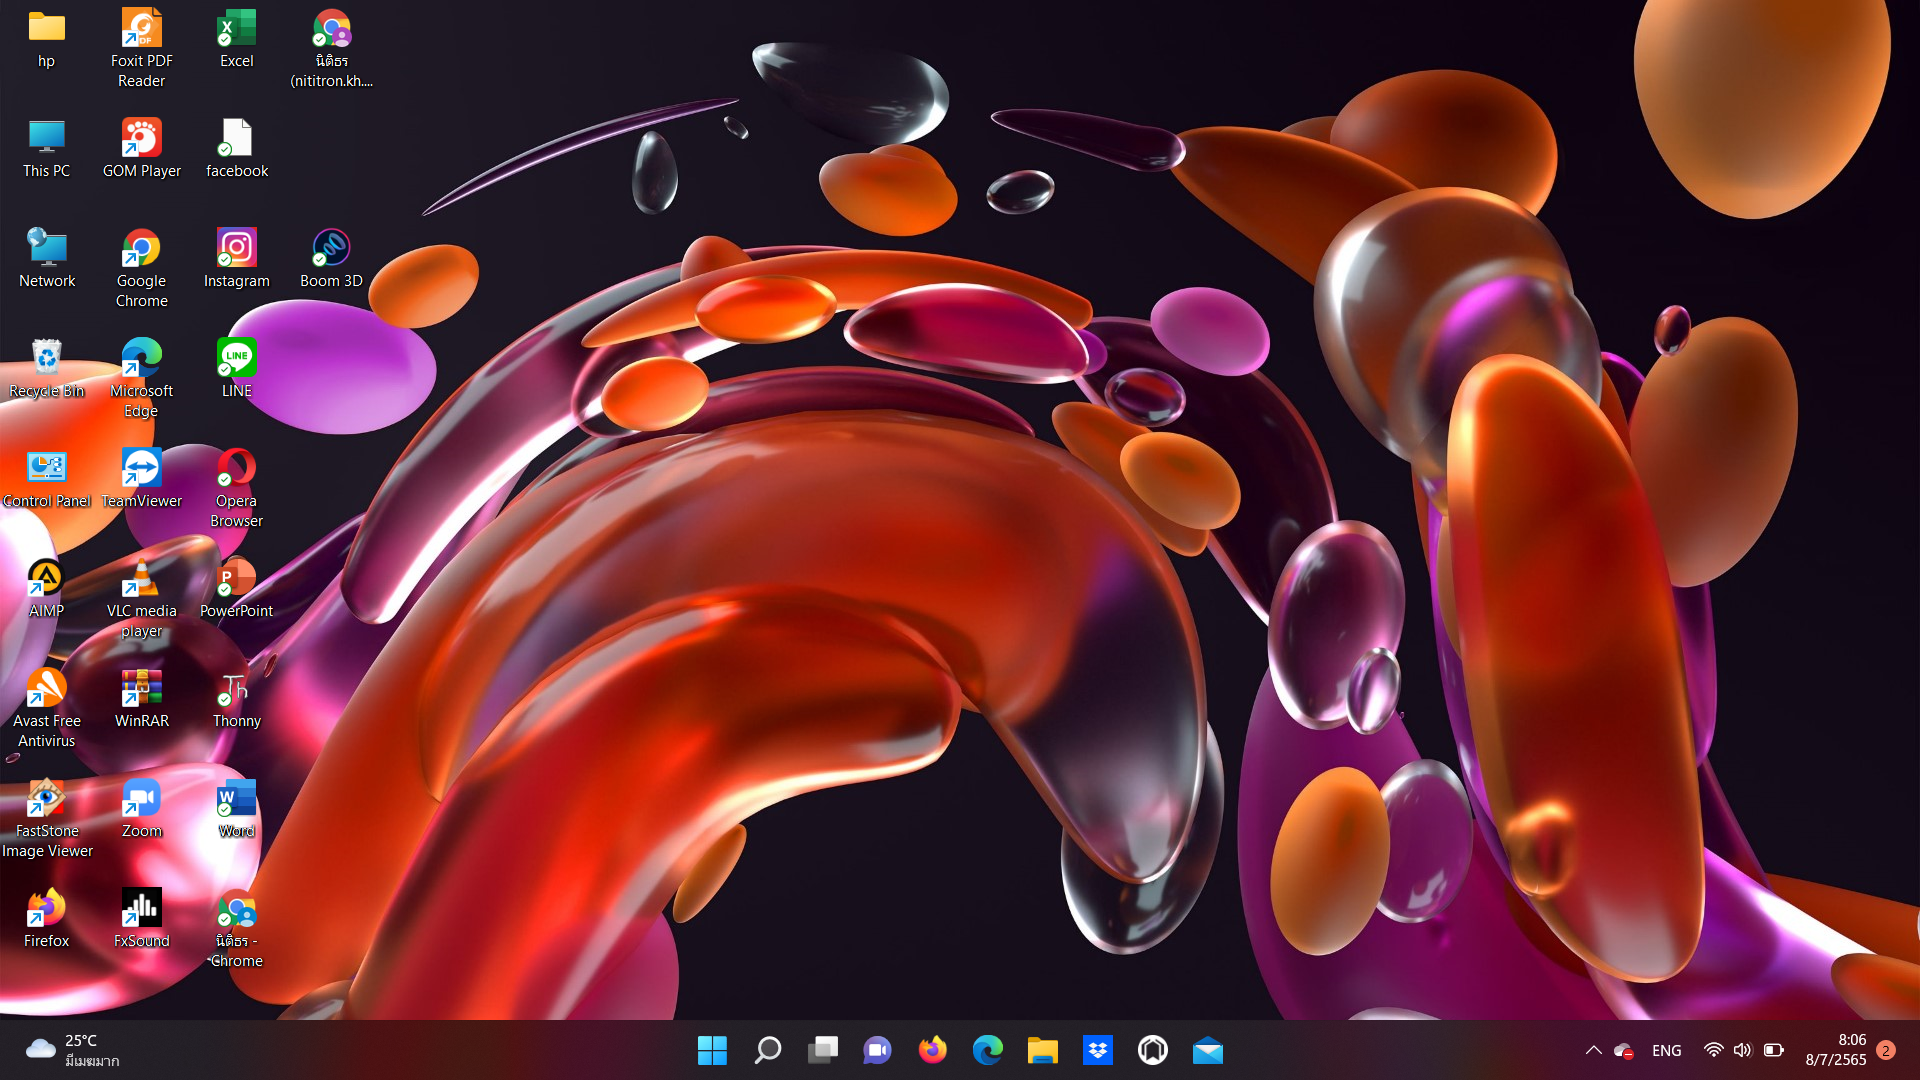 hp
Foxit PDF
Reader
Excel
นิติธร
(nititron.kh....
This PC
GOM Player
facebook
Network
Google
Chrome
Instagram
Boom 3D
Recycle Bin
Microsoft
Edge
LINE
LINE
Control Panel
TeamViewer
Opera
Browser
AIMP
VLC media
player
PowerPoint
Avast Free
Antivirus
WinRAR
Th
Thonny
FastStone
Image Viewer
Zoom
Word
Firefox
FxSound
นิติธร -
Chrome
25°C
มีเมฆมาก
ENG
8:06
8/7/2565
2